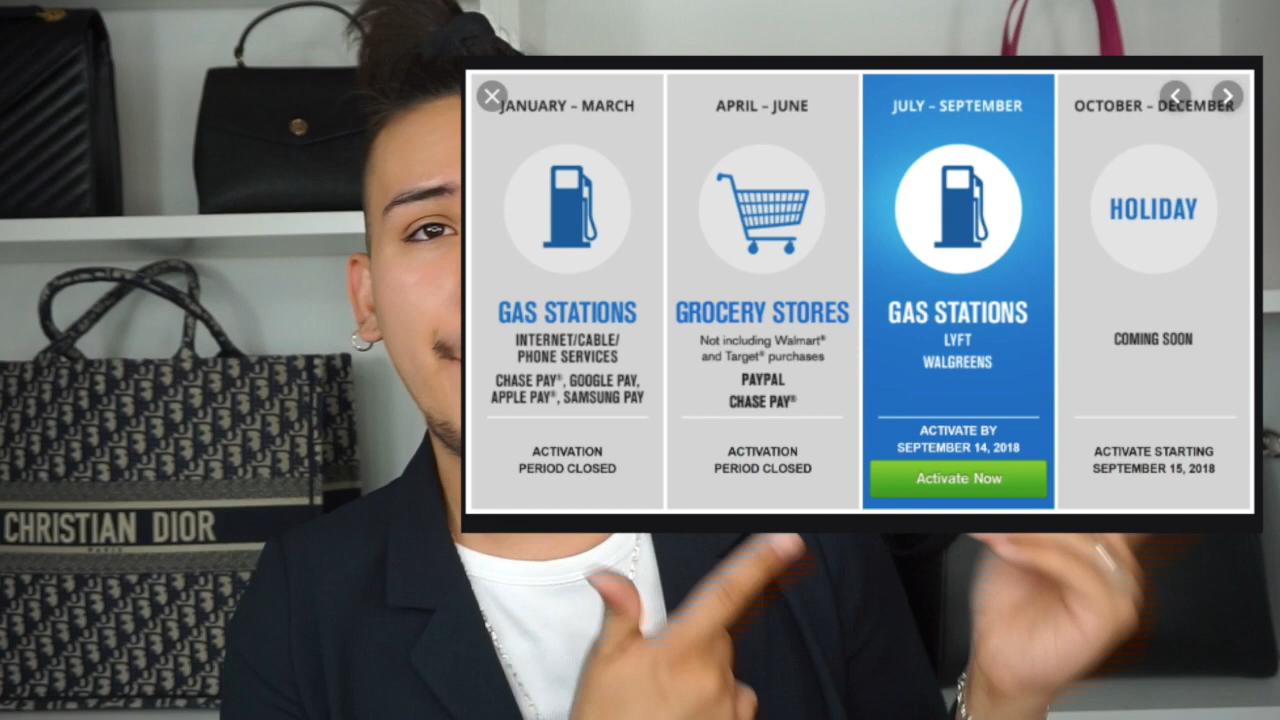 JANUARY – MARCH
GAS STATIONS
INTERNET/CABLE/
PHONE SERVICES
CHASE PAY®, GOOGLE PAY,
APPLE PAY®, SAMSUNG PAY
ACTIVATION
PERIOD CLOSED
APRIL – JUNE
GROCERY STORES
Not including Walmart®
and Target® purchases
PAYPAL
CHASE PAY®
ACTIVATION
PERIOD CLOSED
JULY – SEPTEMBER
GAS STATIONS
LYFT
WALGREENS
ACTIVATE BY
SEPTEMBER 14, 2018
Activate Now
OCTOBER – DECEMBER
HOLIDAY
COMING SOON
ACTIVATE STARTING
SEPTEMBER 15, 2018
CHRISTIAN DIOR
PARIS